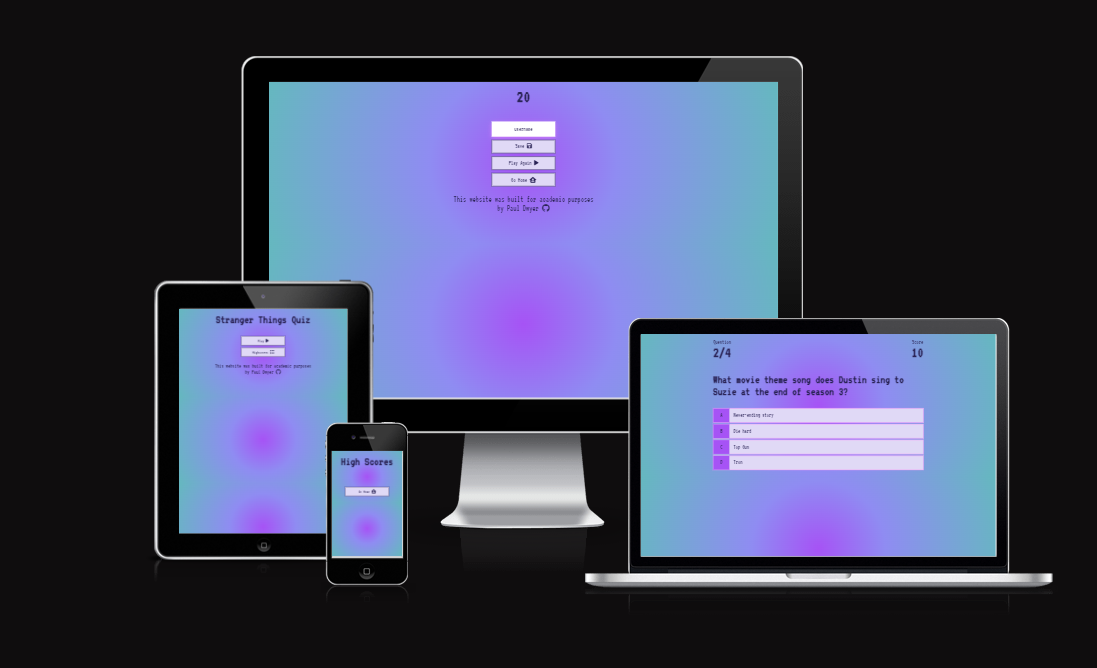 20
username
Save
Play Again
Go Home
This website was built for academic purposes
by Paul Dwyer
Stranger Things Quiz
Play
Highscores
This website was built for academic purposes
by Paul Dwyer
High Scores
Go Home
Question
2/4
Score
10
What movie theme song does Dustin sing to
Suzie at the end of season 3?
A Never-ending story
B Die hard
C Top Gun
D Tron